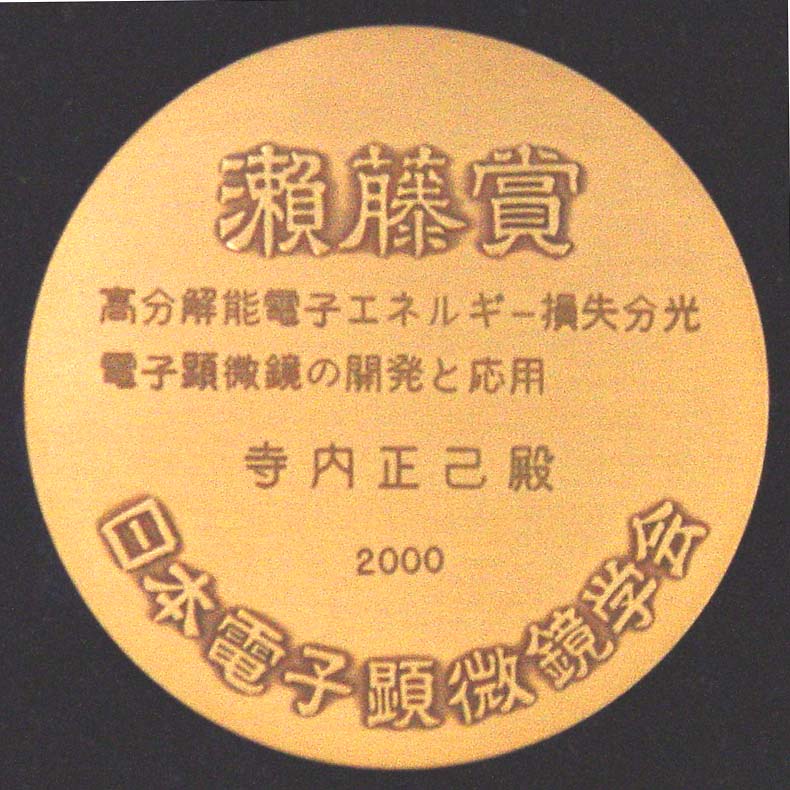 瀬藤賞
高分解能電子エネルギー損失分光
電子顕微鏡の開発と応用
寺内正己殿
2000
日本電子顕微鏡学会